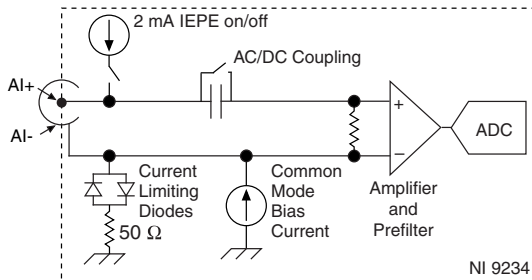 2 mA IEPE on/off
AC/DC Coupling
AI+
AI-
+
−
ADC
Current
Limiting
Diodes
50 Ω
Common
Mode
Bias
Current
Amplifier
and
Prefilter
NI 9234